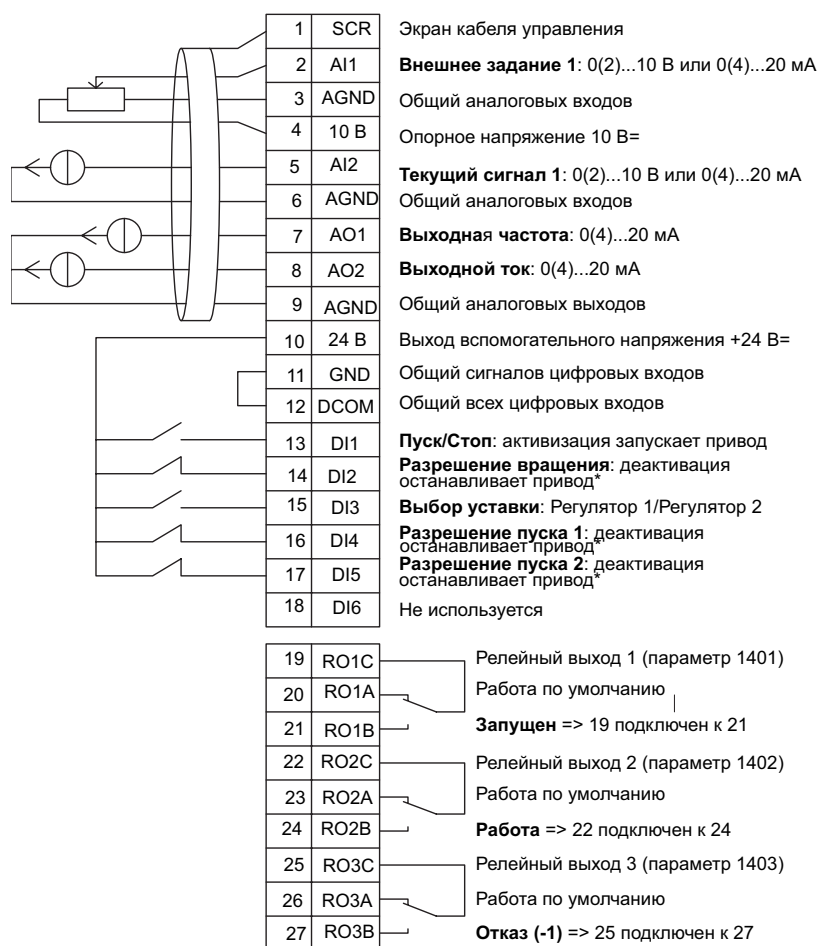 1 SCR Экран кабеля управления
2 AI1 Внешнее задание 1: 0(2)...10 В или 0(4)...20 мА
3 AGND Общий аналоговых входов
4 10 В Опорное напряжение 10 В=
5 AI2 Текущий сигнал 1: 0(2)...10 В или 0(4)...20 мА
6 AGND Общий аналоговых входов
7 AO1 Выходная частота: 0(4)...20 мА
8 AO2 Выходной ток: 0(4)...20 мА
9 AGND Общий аналоговых выходов
10 24 В Выход вспомогательного напряжения +24 В=
11 GND Общий сигналов цифровых входов
12 DCOM Общий всех цифровых входов
13 DI1 Пуск/Стоп: активизация запускает привод
14 DI2 Разрешение вращения: деактивация
останавливает привод*
15 DI3 Выбор уставки: Регулятор 1/Регулятор 2
16 DI4 Разрешение пуска 1: деактивация
останавливает привод*
17 DI5 Разрешение пуска 2: деактивация
останавливает привод*
18 DI6 Не используется
19 RO1C Релейный выход 1 (параметр 1401)
20 RO1A Работа по умолчанию
21 RO1B Запущен => 19 подключен к 21
22 RO2C Релейный выход 2 (параметр 1402)
23 RO2A Работа по умолчанию
24 RO2B Работа => 22 подключен к 24
25 RO3C Релейный выход 3 (параметр 1403)
26 RO3A Работа по умолчанию
27 RO3B Отказ (-1) => 25 подключен к 27